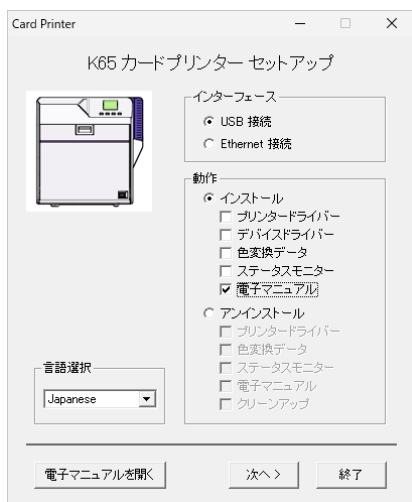 Card Printer
K65 カードプリンター セットアップ
インターフェース
USB 接続
Ethernet 接続
動作
インストール
プリンタードライバー
デバイスドライバー
色変換データ
ステータスモニター
電子マニュアル
アンインストール
プリンタードライバー
色変換データ
ステータスモニター
電子マニュアル
クリーンアップ
言語選択
Japanese
電子マニュアルを開く
次へ >
終了